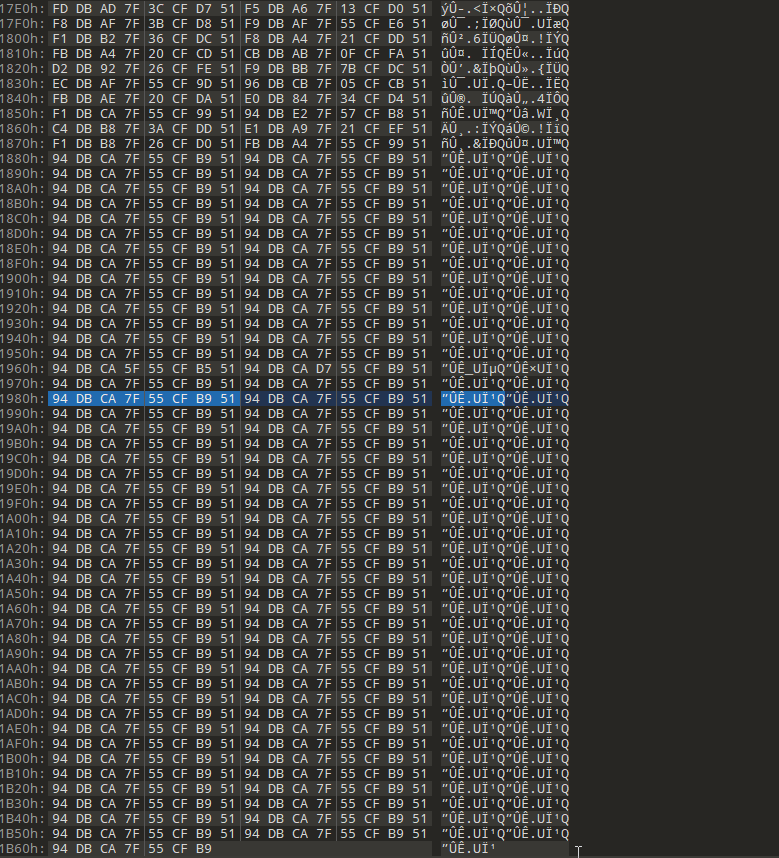 17E0h: FD DB AD 7F 3C CF D7 51 F5 DB A6 7F 13 CF D0 51 ýÛ-.<Ï×QõÛ¦..ÏÐQ
17F0h: F8 DB AF 7F 3B CF D8 51 F9 DB AF 7F 55 CF E6 51 øÛ¯.;ÏØQùÛ¯.UÏæQ
1800h: F1 DB B2 7F 36 CF DC 51 F8 DB A4 7F 21 CF DD 51 ñÛ².6ÏÜQøÛ¤.!ÏÝQ
1810h: FB DB A4 7F 20 CF CD 51 CB DB AB 7F 0F CF FA 51 ûÛ¤. ÏÍQËÛ«..ÏúQ
1820h: D2 DB 92 7F 26 CF FE 51 F9 DB BB 7F 7B CF DC 51 ÒÛ’.&ÏþQùÛ».{ÏÜQ
1830h: EC DB AF 7F 55 CF 9D 51 96 DB CB 7F 05 CF CB 51 ìÛ¯.UÏ.Q–ÛË..ÏËQ
1840h: FB DB AE 7F 20 CF DA 51 E0 DB 84 7F 34 CF D4 51 ûÛ®. ÏÚQàÛ„.4ÏÔQ
1850h: F1 DB CA 7F 55 CF 99 51 94 DB E2 7F 57 CF B8 51 ñÛÊ.UÏ™Q”Ûâ.WÏ¸Q
1860h: C4 DB B8 7F 3A CF DD 51 E1 DB A9 7F 21 CF EF 51 ÄÛ¸.:ÏÝQáÛ©.!ÏïQ
1870h: F1 DB B8 7F 26 CF D0 51 FB DB A4 7F 55 CF 99 51 ñÛ¸.&ÏÐQûÛ¤.UÏ™Q
1880h: 94 DB CA 7F 55 CF B9 51 94 DB CA 7F 55 CF B9 51 ”ÛÊ.UÏ¹Q”ÛÊ.UÏ¹Q
1890h: 94 DB CA 7F 55 CF B9 51 94 DB CA 7F 55 CF B9 51 ”ÛÊ.UÏ¹Q”ÛÊ.UÏ¹Q
18A0h: 94 DB CA 7F 55 CF B9 51 94 DB CA 7F 55 CF B9 51 ”ÛÊ.UÏ¹Q”ÛÊ.UÏ¹Q
18B0h: 94 DB CA 7F 55 CF B9 51 94 DB CA 7F 55 CF B9 51 ”ÛÊ.UÏ¹Q”ÛÊ.UÏ¹Q
18C0h: 94 DB CA 7F 55 CF B9 51 94 DB CA 7F 55 CF B9 51 ”ÛÊ.UÏ¹Q”ÛÊ.UÏ¹Q
18D0h: 94 DB CA 7F 55 CF B9 51 94 DB CA 7F 55 CF B9 51 ”ÛÊ.UÏ¹Q”ÛÊ.UÏ¹Q
18E0h: 94 DB CA 7F 55 CF B9 51 94 DB CA 7F 55 CF B9 51 ”ÛÊ.UÏ¹Q”ÛÊ.UÏ¹Q
18F0h: 94 DB CA 7F 55 CF B9 51 94 DB CA 7F 55 CF B9 51 ”ÛÊ.UÏ¹Q”ÛÊ.UÏ¹Q
1900h: 94 DB CA 7F 55 CF B9 51 94 DB CA 7F 55 CF B9 51 ”ÛÊ.UÏ¹Q”ÛÊ.UÏ¹Q
1910h: 94 DB CA 7F 55 CF B9 51 94 DB CA 7F 55 CF B9 51 ”ÛÊ.UÏ¹Q”ÛÊ.UÏ¹Q
1920h: 94 DB CA 7F 55 CF B9 51 94 DB CA 7F 55 CF B9 51 ”ÛÊ.UÏ¹Q”ÛÊ.UÏ¹Q
1930h: 94 DB CA 7F 55 CF B9 51 94 DB CA 7F 55 CF B9 51 ”ÛÊ.UÏ¹Q”ÛÊ.UÏ¹Q
1940h: 94 DB CA 7F 55 CF B9 51 94 DB CA 7F 55 CF B9 51 ”ÛÊ.UÏ¹Q”ÛÊ.UÏ¹Q
1950h: 94 DB CA 7F 55 CF B9 51 94 DB CA 7F 55 CF B9 51 ”ÛÊ.UÏ¹Q”ÛÊ.UÏ¹Q
1960h: 94 DB CA 5F 55 CF B5 51 94 DB CA D7 55 CF B9 51 ”ÛÊ_UÏµQ”ÛÊ×UÏ¹Q
1970h: 94 DB CA 7F 55 CF B9 51 94 DB CA 7F 55 CF B9 51 ”ÛÊ.UÏ¹Q”ÛÊ.UÏ¹Q
1980h: 94 DB CA 7F 55 CF B9 51 94 DB CA 7F 55 CF B9 51 ”ÛÊ.UÏ¹Q”ÛÊ.UÏ¹Q
1990h: 94 DB CA 7F 55 CF B9 51 94 DB CA 7F 55 CF B9 51 ”ÛÊ.UÏ¹Q”ÛÊ.UÏ¹Q
19A0h: 94 DB CA 7F 55 CF B9 51 94 DB CA 7F 55 CF B9 51 ”ÛÊ.UÏ¹Q”ÛÊ.UÏ¹Q
19B0h: 94 DB CA 7F 55 CF B9 51 94 DB CA 7F 55 CF B9 51 ”ÛÊ.UÏ¹Q”ÛÊ.UÏ¹Q
19C0h: 94 DB CA 7F 55 CF B9 51 94 DB CA 7F 55 CF B9 51 ”ÛÊ.UÏ¹Q”ÛÊ.UÏ¹Q
19D0h: 94 DB CA 7F 55 CF B9 51 94 DB CA 7F 55 CF B9 51 ”ÛÊ.UÏ¹Q”ÛÊ.UÏ¹Q
19E0h: 94 DB CA 7F 55 CF B9 51 94 DB CA 7F 55 CF B9 51 ”ÛÊ.UÏ¹Q”ÛÊ.UÏ¹Q
19F0h: 94 DB CA 7F 55 CF B9 51 94 DB CA 7F 55 CF B9 51 ”ÛÊ.UÏ¹Q”ÛÊ.UÏ¹Q
1A00h: 94 DB CA 7F 55 CF B9 51 94 DB CA 7F 55 CF B9 51 ”ÛÊ.UÏ¹Q”ÛÊ.UÏ¹Q
1A10h: 94 DB CA 7F 55 CF B9 51 94 DB CA 7F 55 CF B9 51 ”ÛÊ.UÏ¹Q”ÛÊ.UÏ¹Q
1A20h: 94 DB CA 7F 55 CF B9 51 94 DB CA 7F 55 CF B9 51 ”ÛÊ.UÏ¹Q”ÛÊ.UÏ¹Q
1A30h: 94 DB CA 7F 55 CF B9 51 94 DB CA 7F 55 CF B9 51 ”ÛÊ.UÏ¹Q”ÛÊ.UÏ¹Q
1A40h: 94 DB CA 7F 55 CF B9 51 94 DB CA 7F 55 CF B9 51 ”ÛÊ.UÏ¹Q”ÛÊ.UÏ¹Q
1A50h: 94 DB CA 7F 55 CF B9 51 94 DB CA 7F 55 CF B9 51 ”ÛÊ.UÏ¹Q”ÛÊ.UÏ¹Q
1A60h: 94 DB CA 7F 55 CF B9 51 94 DB CA 7F 55 CF B9 51 ”ÛÊ.UÏ¹Q”ÛÊ.UÏ¹Q
1A70h: 94 DB CA 7F 55 CF B9 51 94 DB CA 7F 55 CF B9 51 ”ÛÊ.UÏ¹Q”ÛÊ.UÏ¹Q
1A80h: 94 DB CA 7F 55 CF B9 51 94 DB CA 7F 55 CF B9 51 ”ÛÊ.UÏ¹Q”ÛÊ.UÏ¹Q
1A90h: 94 DB CA 7F 55 CF B9 51 94 DB CA 7F 55 CF B9 51 ”ÛÊ.UÏ¹Q”ÛÊ.UÏ¹Q
1AA0h: 94 DB CA 7F 55 CF B9 51 94 DB CA 7F 55 CF B9 51 ”ÛÊ.UÏ¹Q”ÛÊ.UÏ¹Q
1AB0h: 94 DB CA 7F 55 CF B9 51 94 DB CA 7F 55 CF B9 51 ”ÛÊ.UÏ¹Q”ÛÊ.UÏ¹Q
1AC0h: 94 DB CA 7F 55 CF B9 51 94 DB CA 7F 55 CF B9 51 ”ÛÊ.UÏ¹Q”ÛÊ.UÏ¹Q
1AD0h: 94 DB CA 7F 55 CF B9 51 94 DB CA 7F 55 CF B9 51 ”ÛÊ.UÏ¹Q”ÛÊ.UÏ¹Q
1AE0h: 94 DB CA 7F 55 CF B9 51 94 DB CA 7F 55 CF B9 51 ”ÛÊ.UÏ¹Q”ÛÊ.UÏ¹Q
1AF0h: 94 DB CA 7F 55 CF B9 51 94 DB CA 7F 55 CF B9 51 ”ÛÊ.UÏ¹Q”ÛÊ.UÏ¹Q
1B00h: 94 DB CA 7F 55 CF B9 51 94 DB CA 7F 55 CF B9 51 ”ÛÊ.UÏ¹Q”ÛÊ.UÏ¹Q
1B10h: 94 DB CA 7F 55 CF B9 51 94 DB CA 7F 55 CF B9 51 ”ÛÊ.UÏ¹Q”ÛÊ.UÏ¹Q
1B20h: 94 DB CA 7F 55 CF B9 51 94 DB CA 7F 55 CF B9 51 ”ÛÊ.UÏ¹Q”ÛÊ.UÏ¹Q
1B30h: 94 DB CA 7F 55 CF B9 51 94 DB CA 7F 55 CF B9 51 ”ÛÊ.UÏ¹Q”ÛÊ.UÏ¹Q
1B40h: 94 DB CA 7F 55 CF B9 51 94 DB CA 7F 55 CF B9 51 ”ÛÊ.UÏ¹Q”ÛÊ.UÏ¹Q
1B50h: 94 DB CA 7F 55 CF B9 51 94 DB CA 7F 55 CF B9 51 ”ÛÊ.UÏ¹Q”ÛÊ.UÏ¹Q
1B60h: 94 DB CA 7F 55 CF B9 ”ÛÊ.UÏ¹